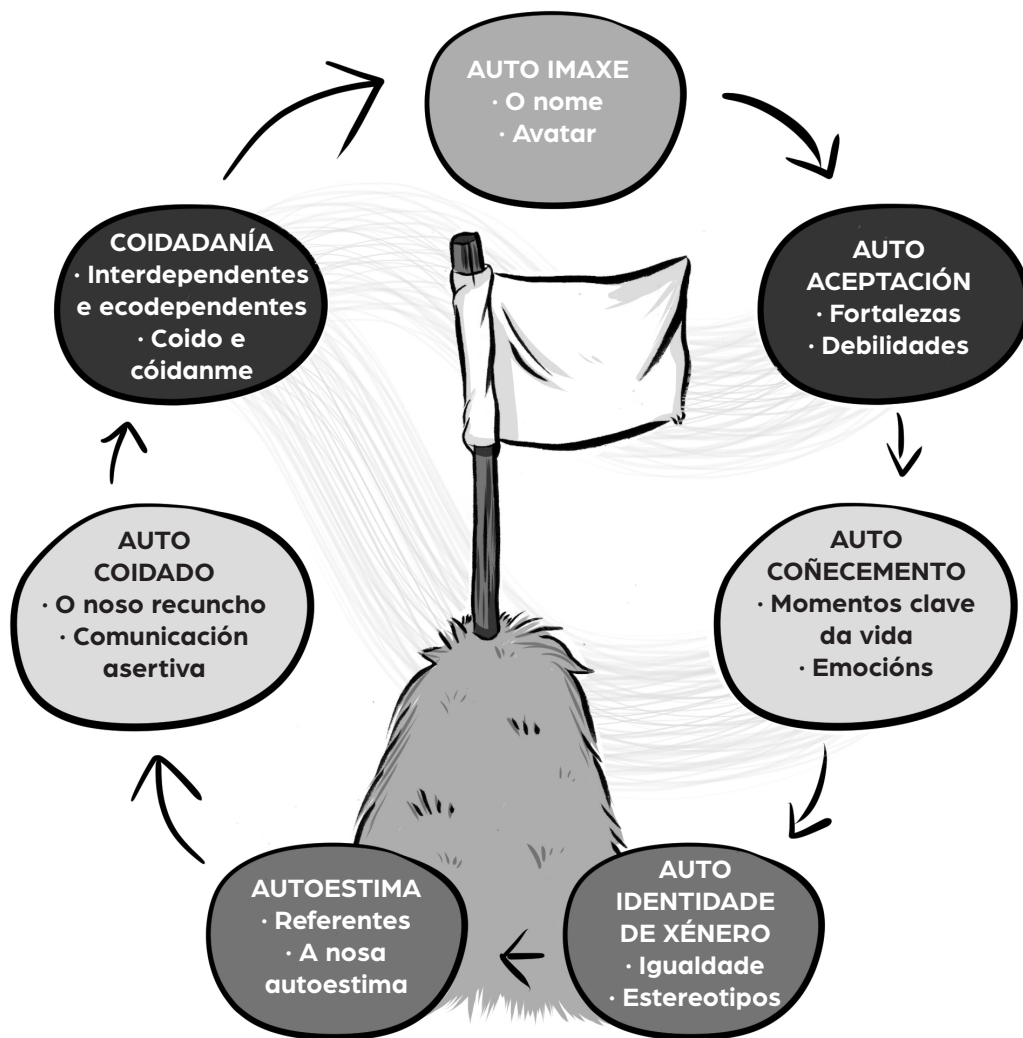 AUTO IMAXE
· O nome
· Avatar
AUTO
ACEPTACIÓN
· Fortalezas
· Debilidades
AUTO
COÑECEMENTO
· Momentos clave
da vida
· Emocións
AUTO
IDENTIDADE
DE XÉNERO
· Igualdade
· Estereotipos
AUTOESTIMA
· Referentes
· A nosa
autoestima
AUTO
COIDADO
· O noso recuncho
· Comunicación
asertiva
COIDADANÍA
· Interdependentes
e ecodependentes
· Coido e
cóidanme